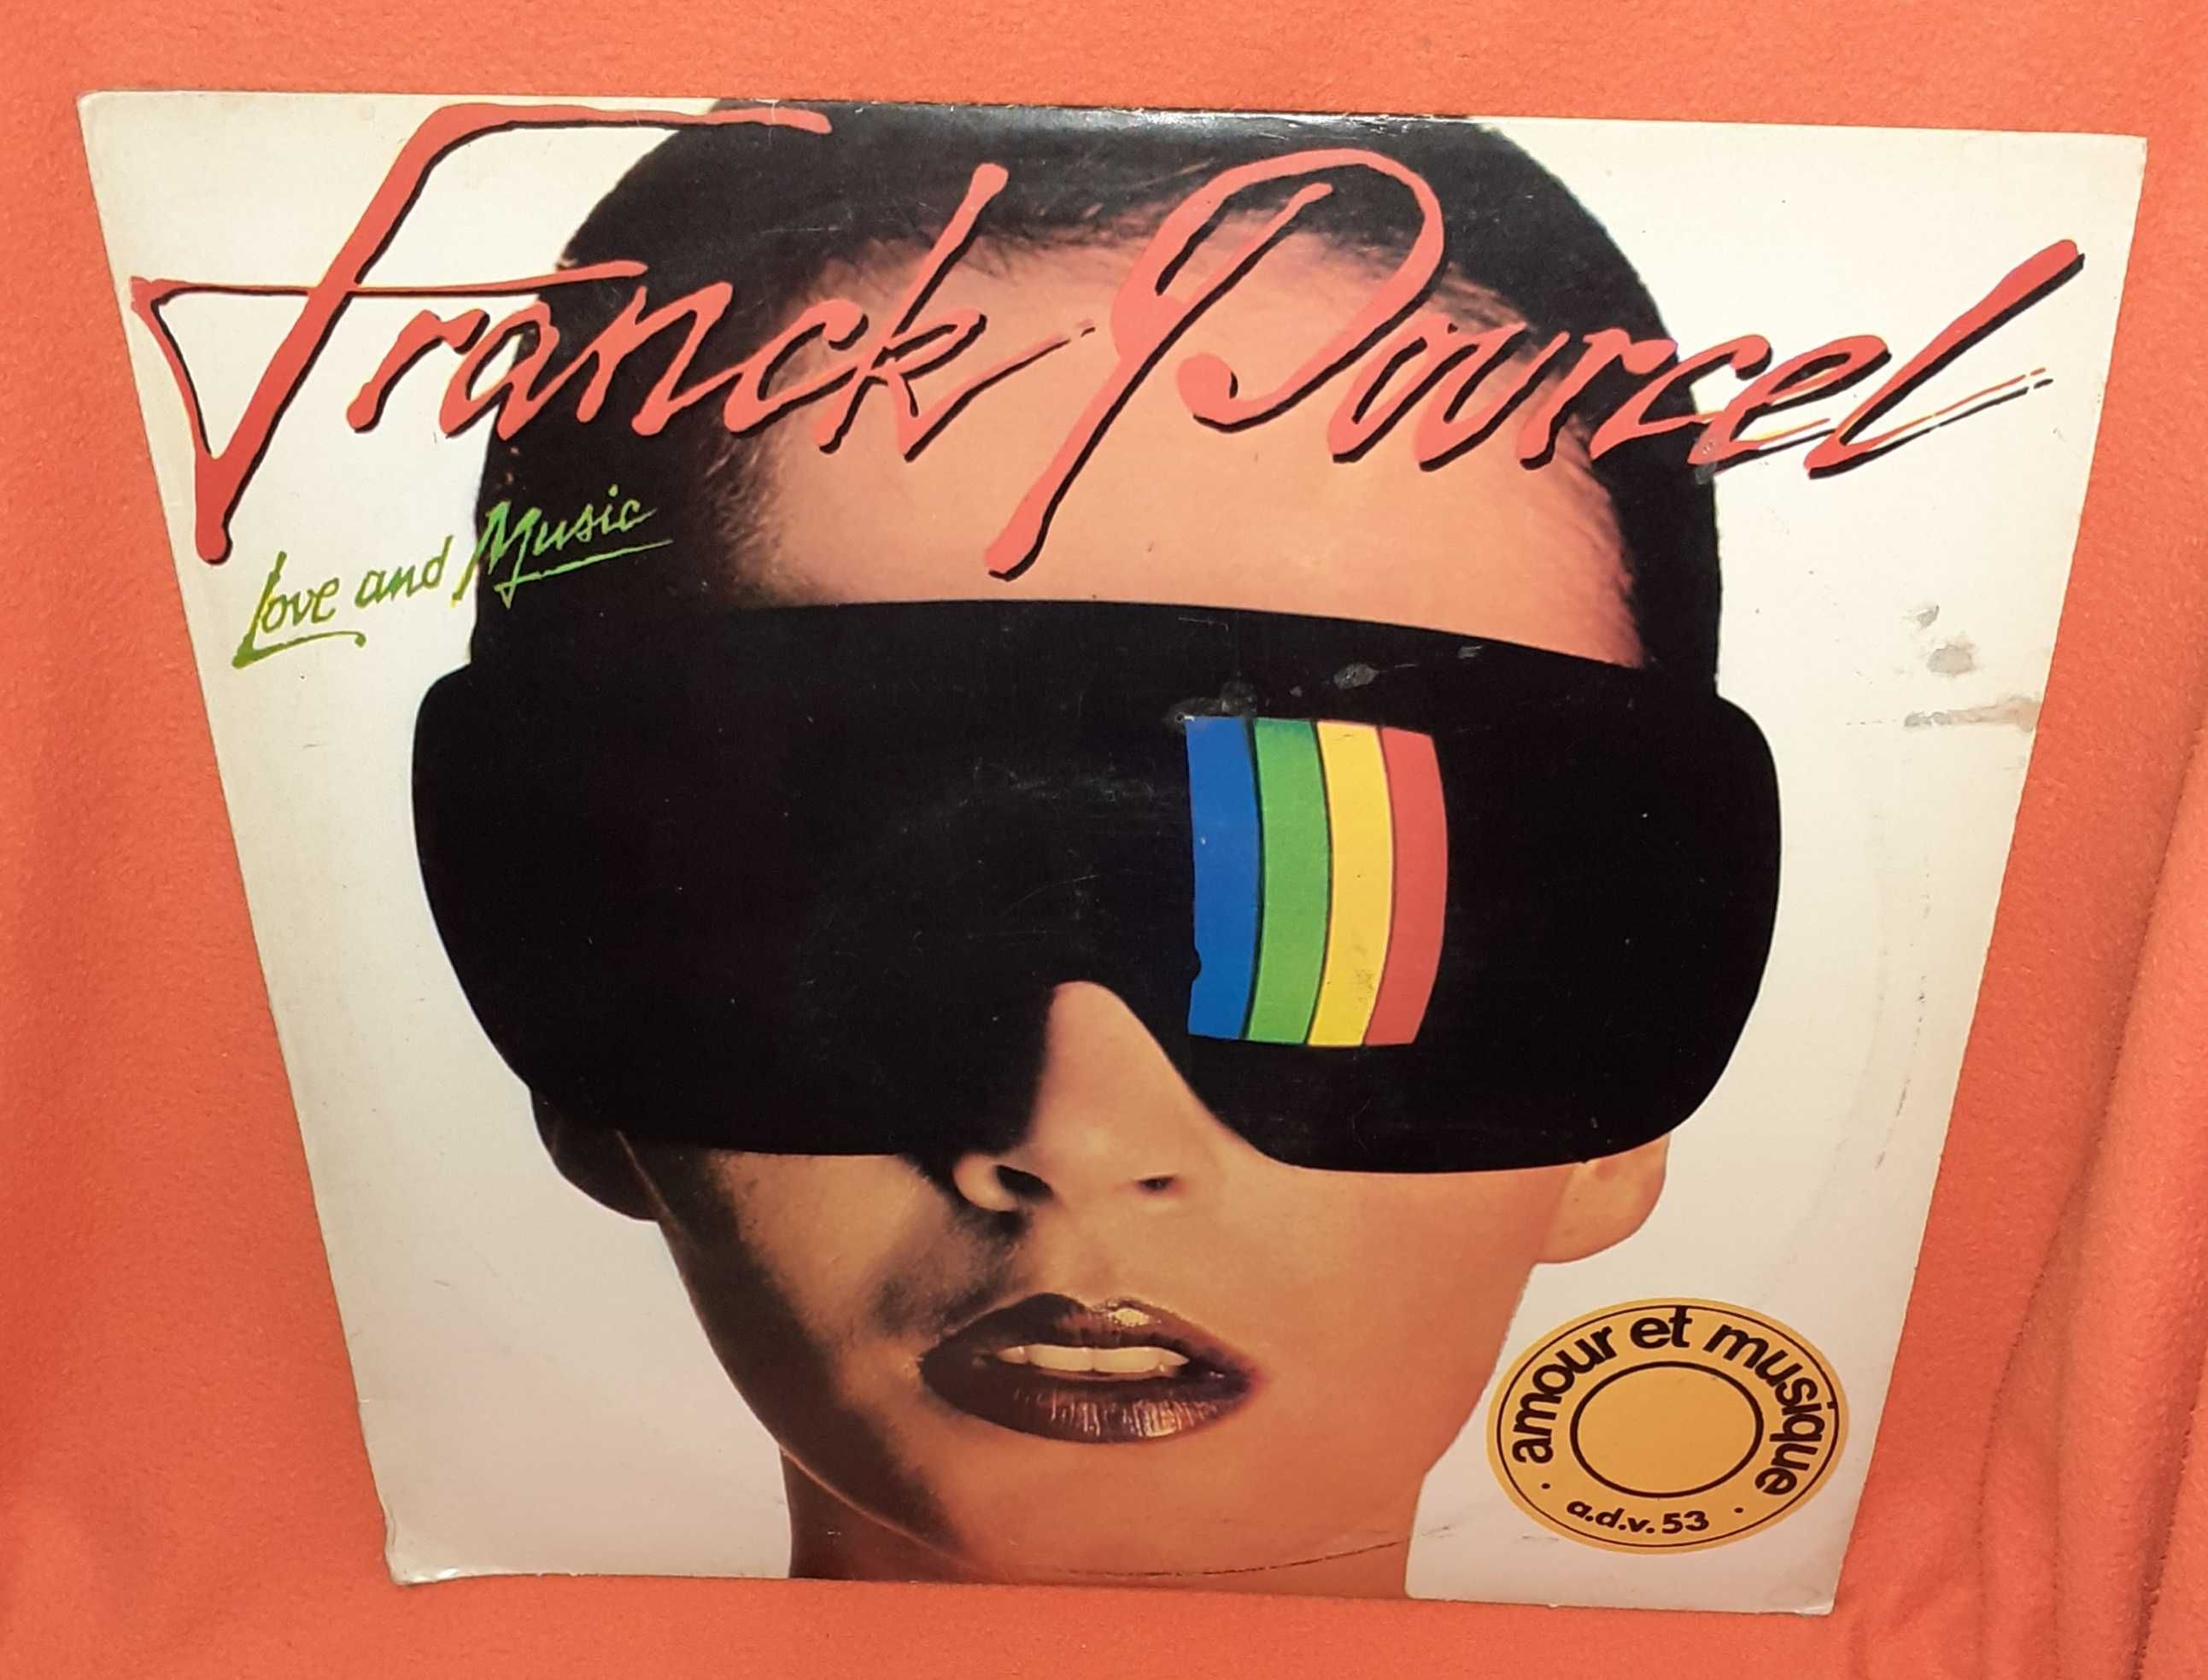 Franck Pourcel
Love and Music
amour et musique
· a.d.v. 53 ·